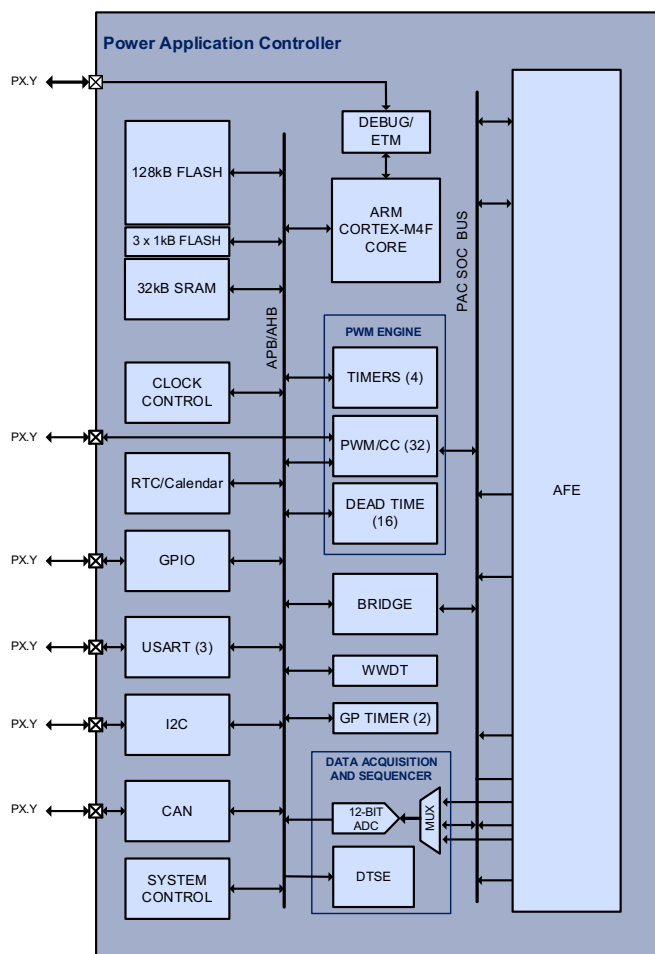 Power Application Controller
PX.Y
DEBUG/
ETM
128kB FLASH
ARM
CORTEX-M4F
CORE
3 x 1kB FLASH
32kB SRAM
PAC SOC BUS
APB/AHB
PWM ENGINE
TIMERS (4)
CLOCK
CONTROL
PX.Y
PWM/CC (32)
RTC/Calendar
DEAD TIME
(16)
AFE
PX.Y
GPIO
BRIDGE
PX.Y
USART (3)
WWDT
PX.Y
I2C
GP TIMER (2)
DATA ACQUISITION
AND SEQUENCER
PX.Y
CAN
12-BIT
ADC
MUX
DTSE
SYSTEM
CONTROL